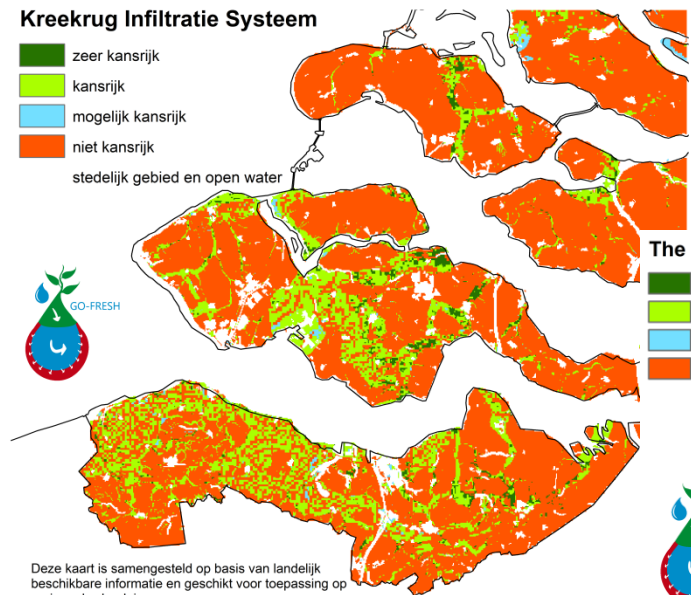 Kreekrug Infiltratie Systeem
zeer kansrijk
kansrijk
mogelijk kansrijk
niet kansrijk
stedelijk gebied en open water
The
GO-FRESH
Deze kaart is samengesteld op basis van landelijk
beschikbare informatie en geschikt voor toepassing op